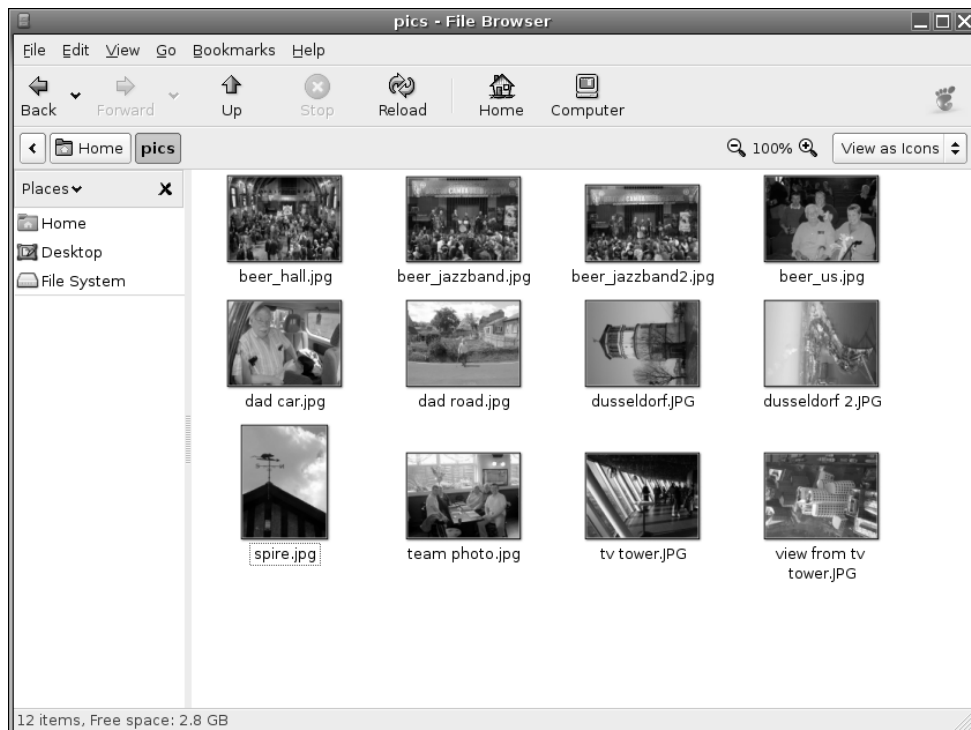 pics - File Browser
File Edit View Go Bookmarks Help
Back Forward Up Stop Reload Home Computer
Home pics 100% View as Icons
Places
Home
Desktop
File System
beer_hall.jpg beer_jazzband.jpg beer_jazzband2.jpg beer_us.jpg
dad car.jpg dad road.jpg dusseldorf.JPG dusseldorf 2.JPG
spire.jpg team photo.jpg tv tower.JPG view from tv
tower.JPG
12 items, Free space: 2.8 GB